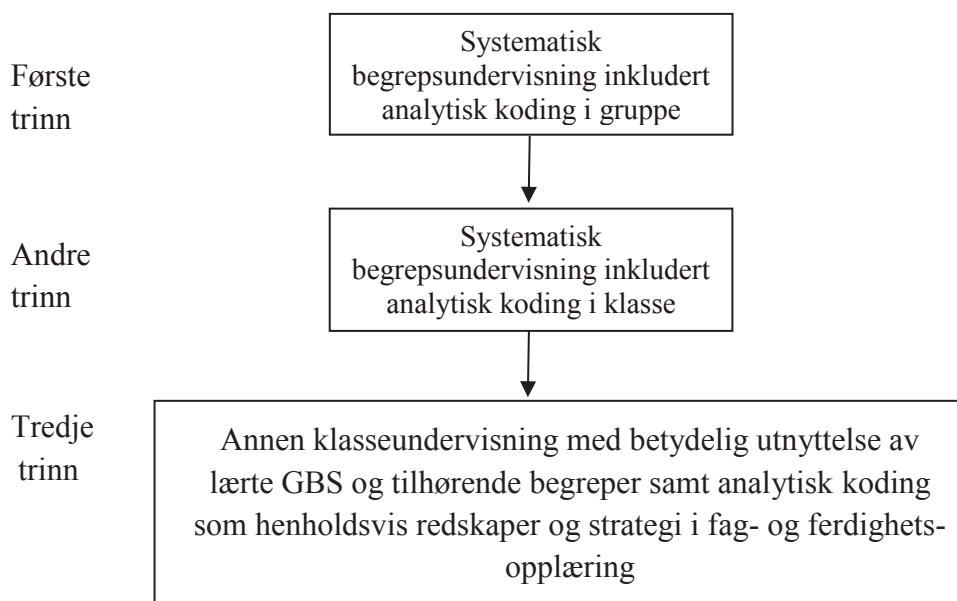 Første
trinn
Systematisk
begrepsundervisning inkludert
analytisk koding i gruppe
Andre
trinn
Systematisk
begrepsundervisning inkludert
analytisk koding i klasse
Tredje
trinn
Annen klasseundervisning med betydelig utnyttelse av
lærte GBS og tilhørende begreper samt analytisk koding
som henholdsvis redskaper og strategi i fag- og ferdighets-
opplæring